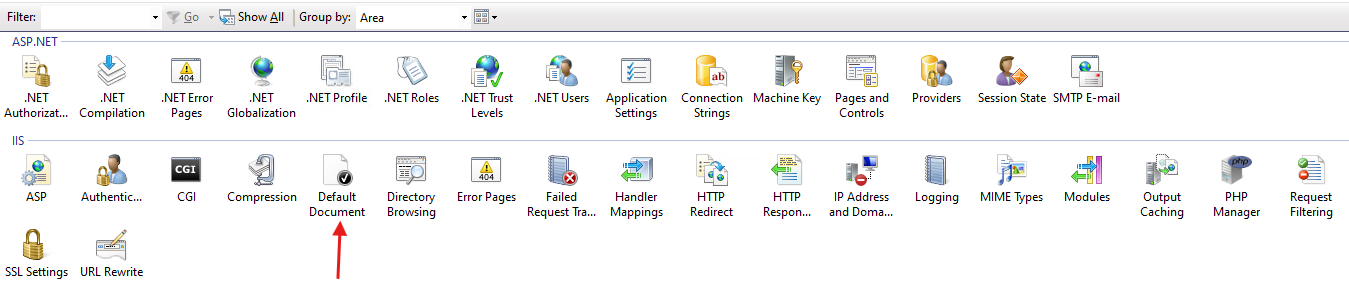 Filter: Go Show All Group by: Area
ASP.NET
.NET .NET .NET Error .NET .NET Profile .NET Roles .NET Trust .NET Users Application Connection Machine Key Pages and Providers Session State SMTP E-mail
Authorizat... Compilation Pages Globalization Levels Settings Strings Controls
IIS
ASP Authentic... CGI Compression Default Directory Error Pages Failed Handler HTTP HTTP IP Address Logging MIME Types Modules Output PHP Request
Document Browsing Request Tra... Mappings Redirect Respon... and Doma... Caching Manager Filtering
SSL Settings URL Rewrite